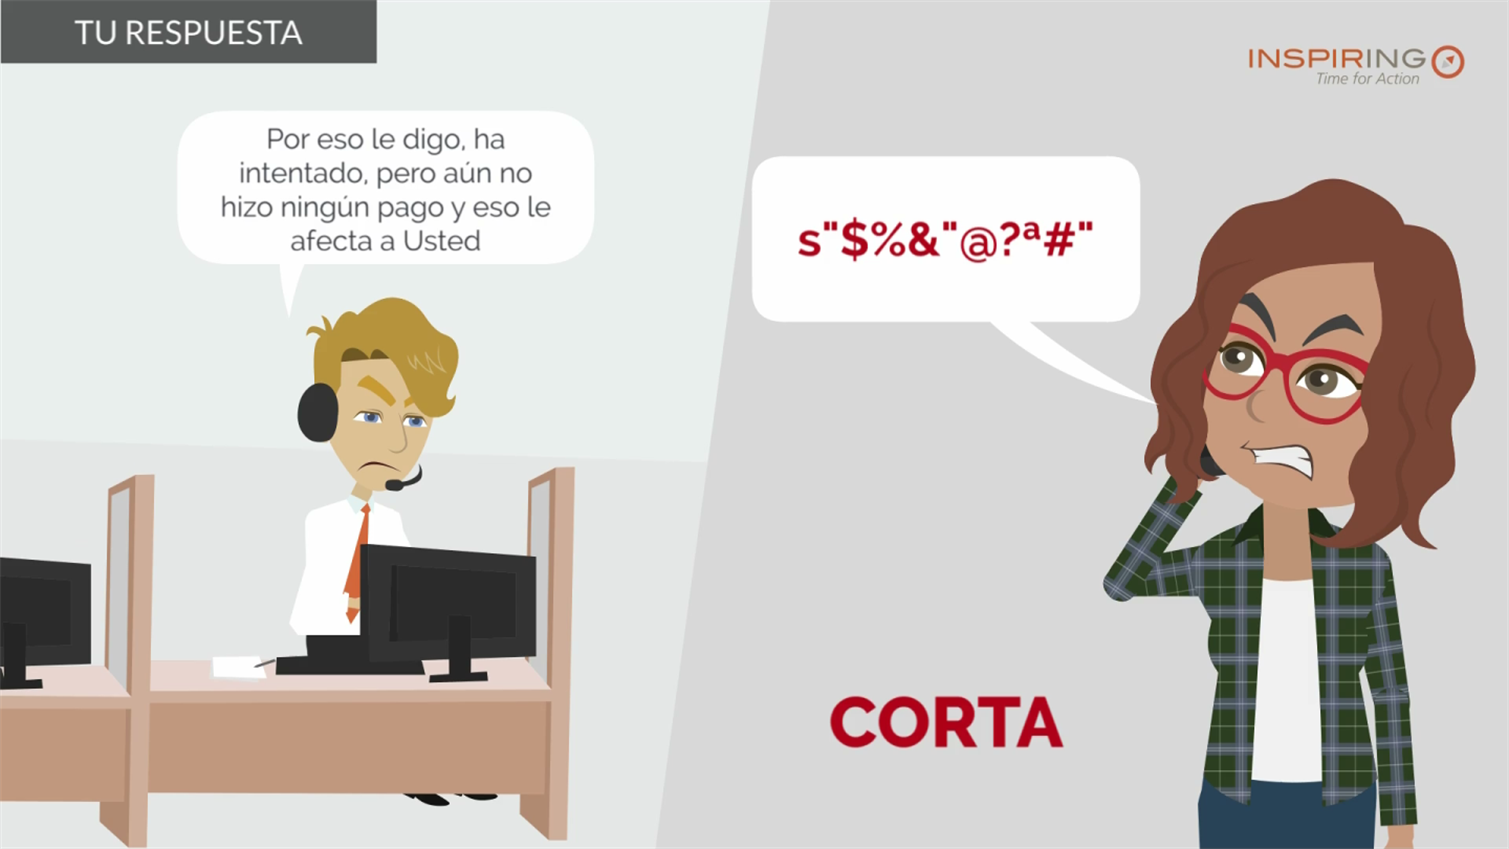 TU RESPUESTA
INSPIRING
Time for Action
Por eso le digo, ha
intentado, pero aún no
hizo ningún pago y eso le
afecta a Usted
s"$%&"@?ª#"
CORTA